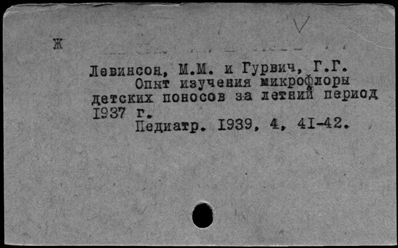 Ж
Левинсон, М.М. и Гурвич, Г.Г.
Опыт изучения микрофлоры
детских поносов за летний период
1937 г.
Педиатр. 1939, 4, 41-42.